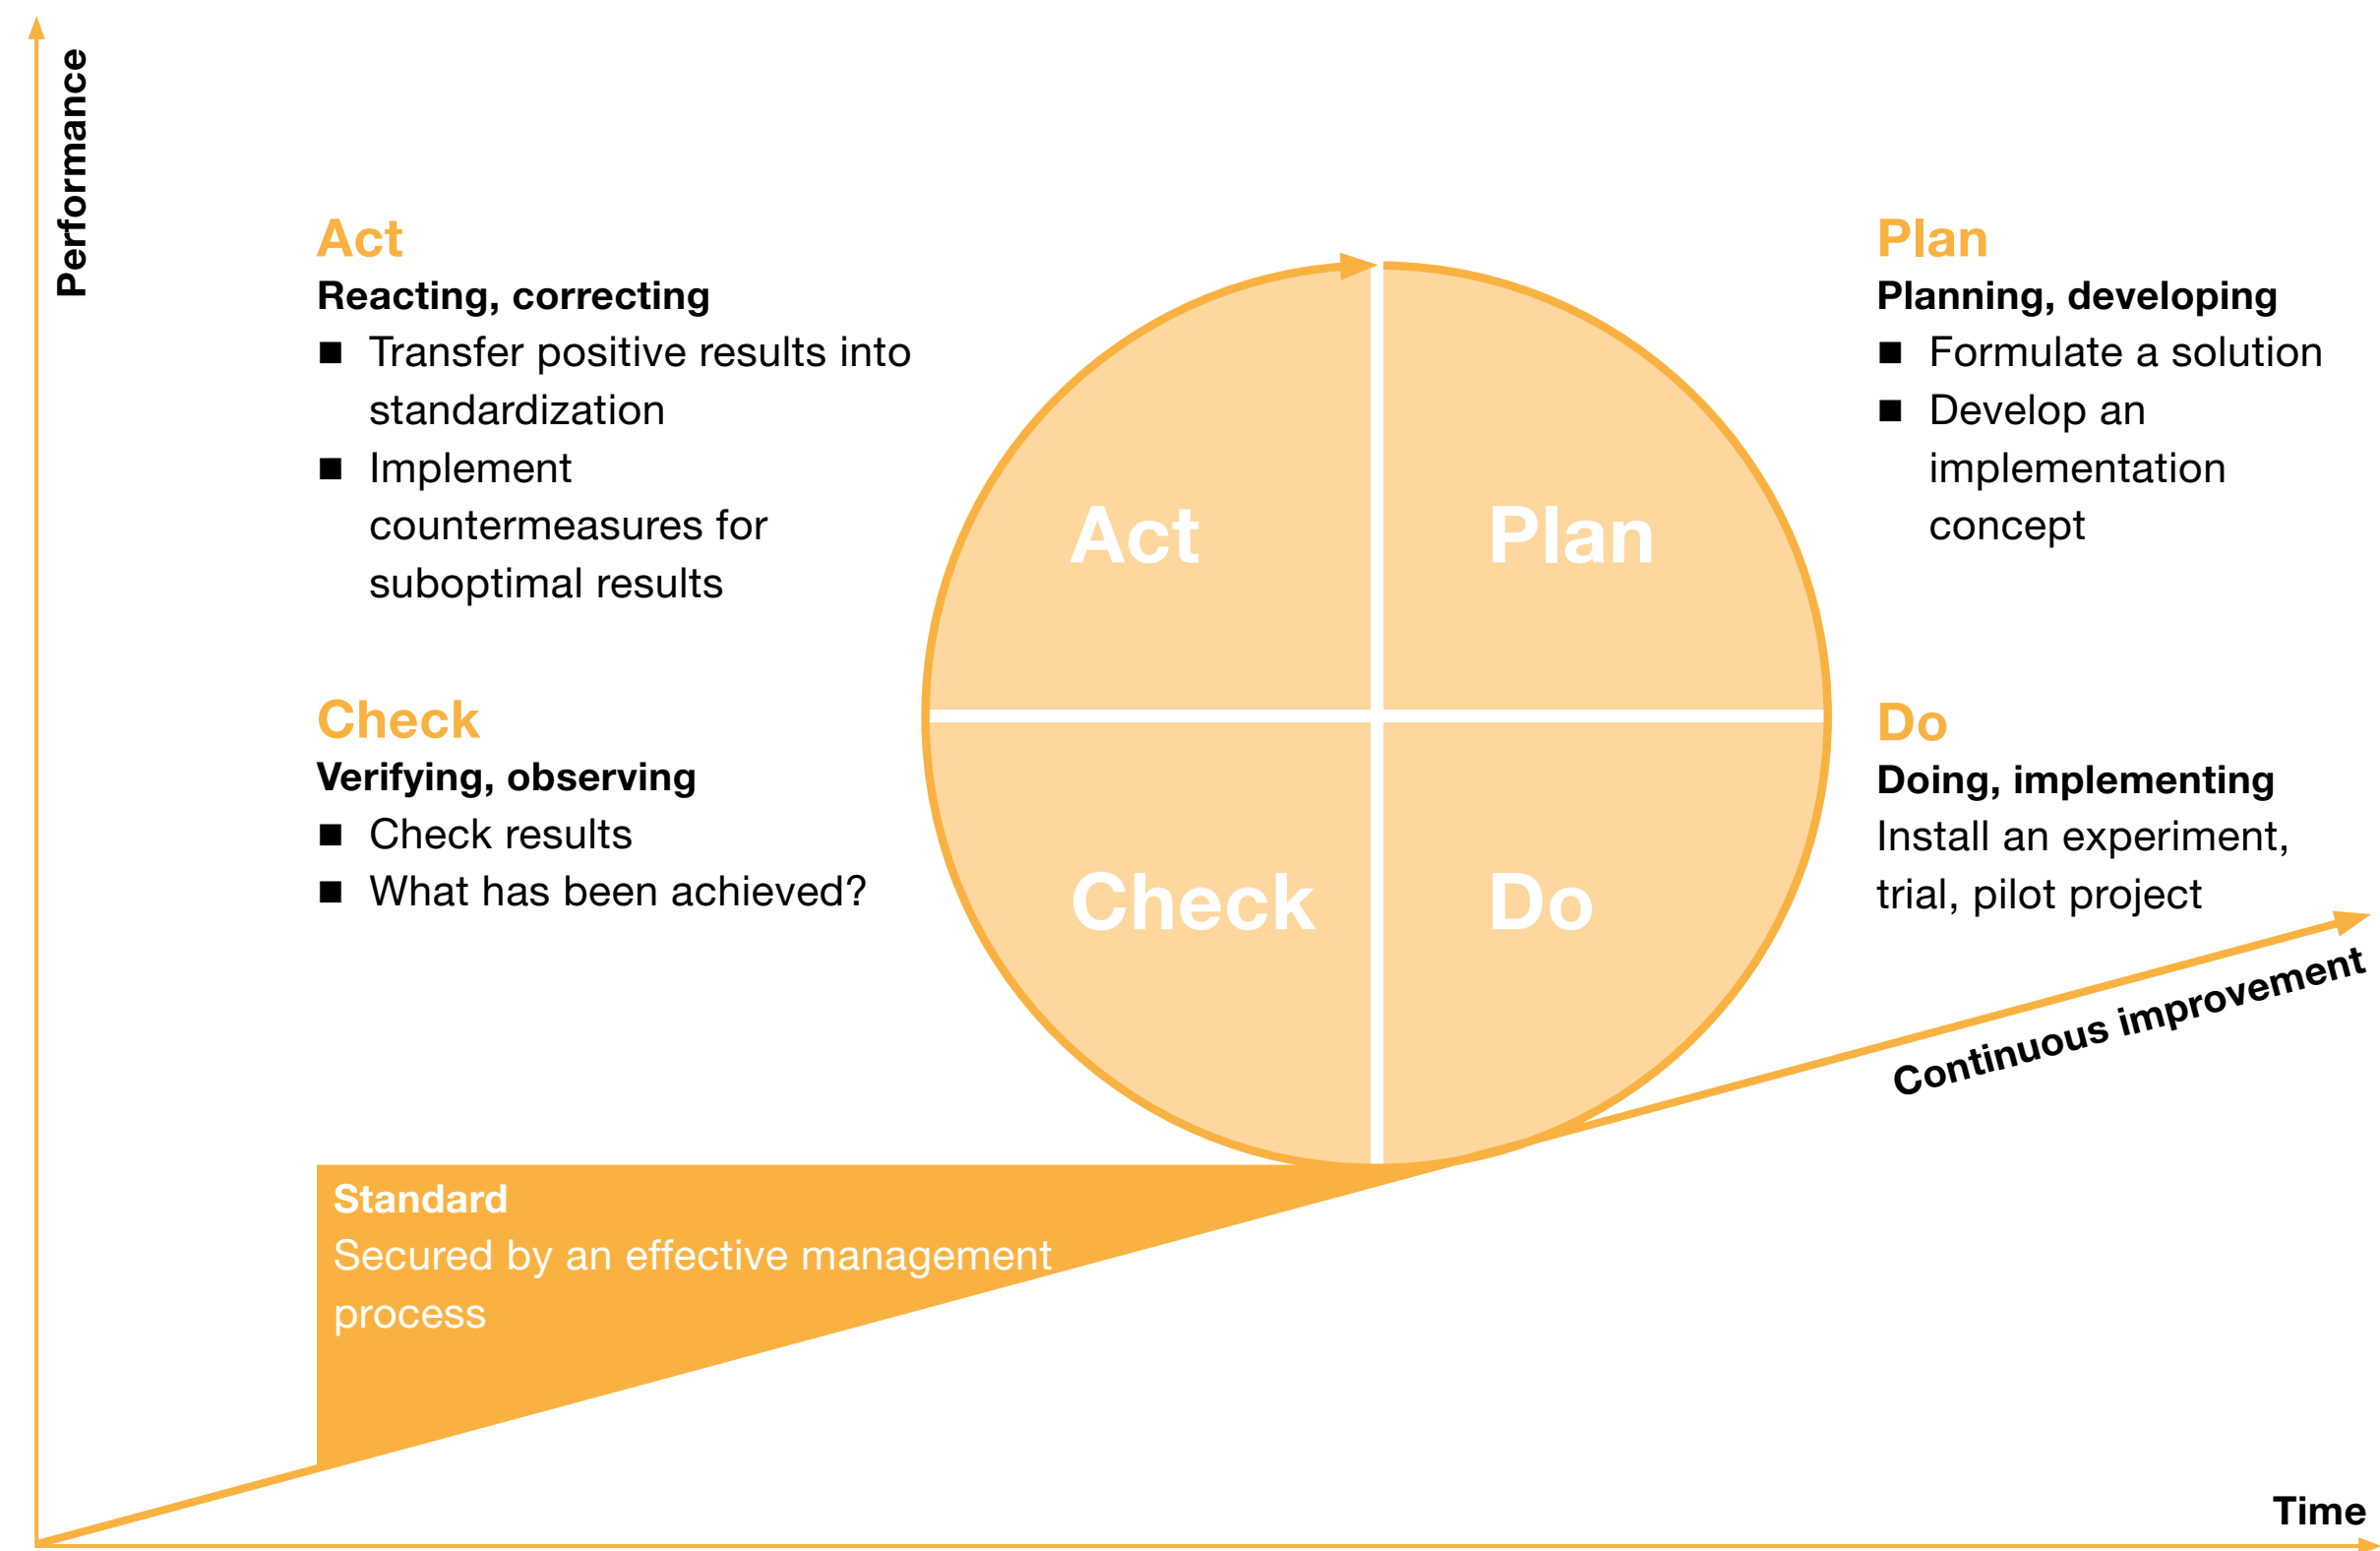 Performance
Act
Reacting, correcting
■ Transfer positive results into
standardization
■ Implement
countermeasures for
suboptimal results
Check
Verifying, observing
■ Check results
■ What has been achieved?
Act
Plan
Check
Do
Plan
Planning, developing
■ Formulate a solution
■ Develop an
implementation
concept
Do
Doing, implementing
Install an experiment,
trial, pilot project
Continuous improvement
Standard
Secured by an effective management
process
Time